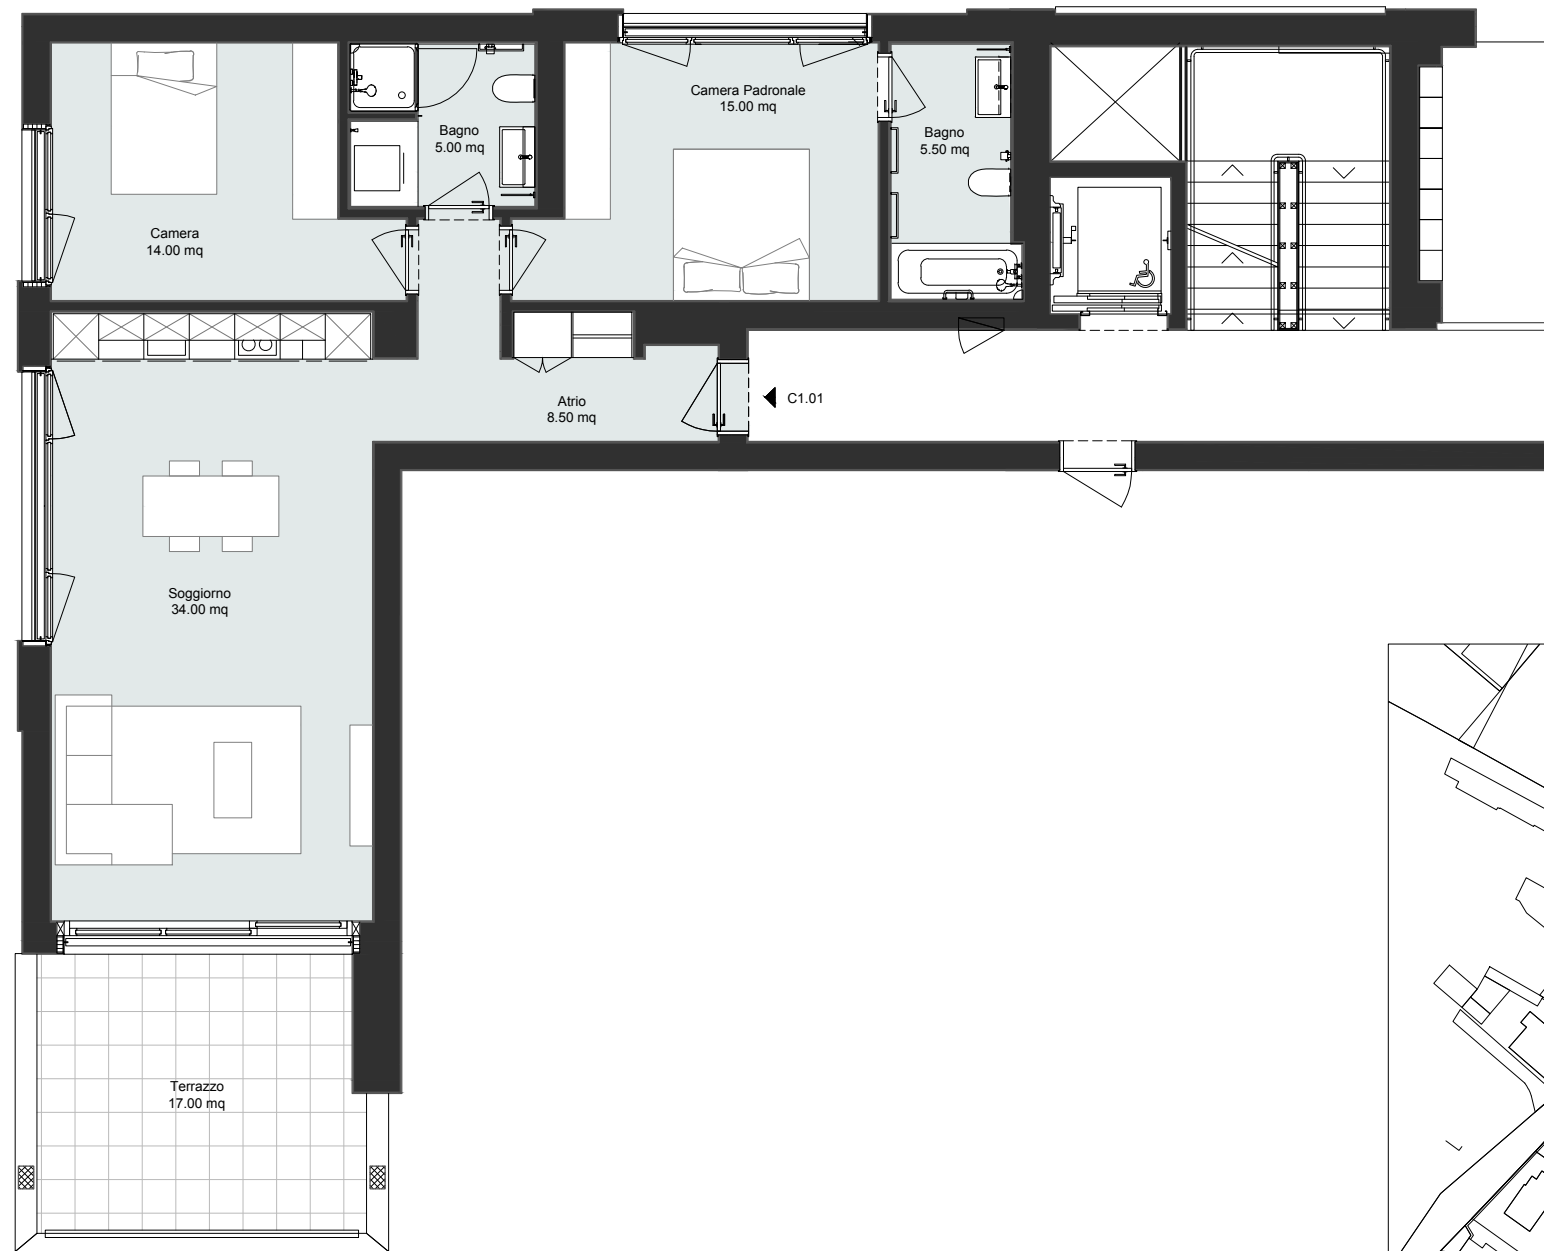 Camera Padronale
15.00 mq
Bagno
5.00 mq
Bagno
5.50 mq
Camera
14.00 mq
Atrio
8.50 mq
C1.01
Soggiorno
34.00 mq
Terrazzo
17.00 mq